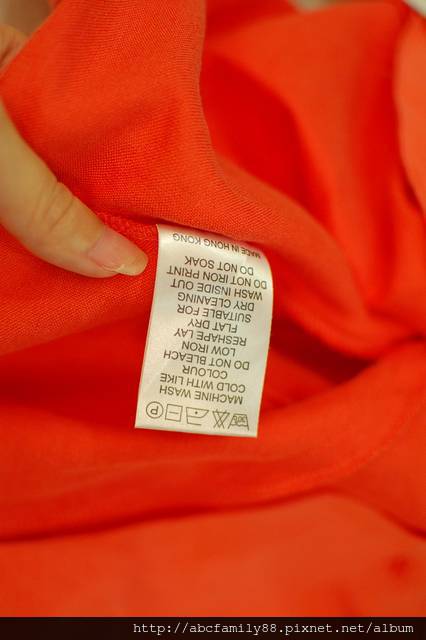 MACHINE WASH
COLD WITH LIKE
COLOUR
DO NOT BLEACH
LOW IRON
RESHAPE LAY
FLAT DRY
SUITABLE FOR
DRY CLEANING
WASH INSIDE OUT
DO NOT IRON PRINT
DO NOT SOAK
MADE IN HONG KONG
http://abcfamily88.pixnet.net/album